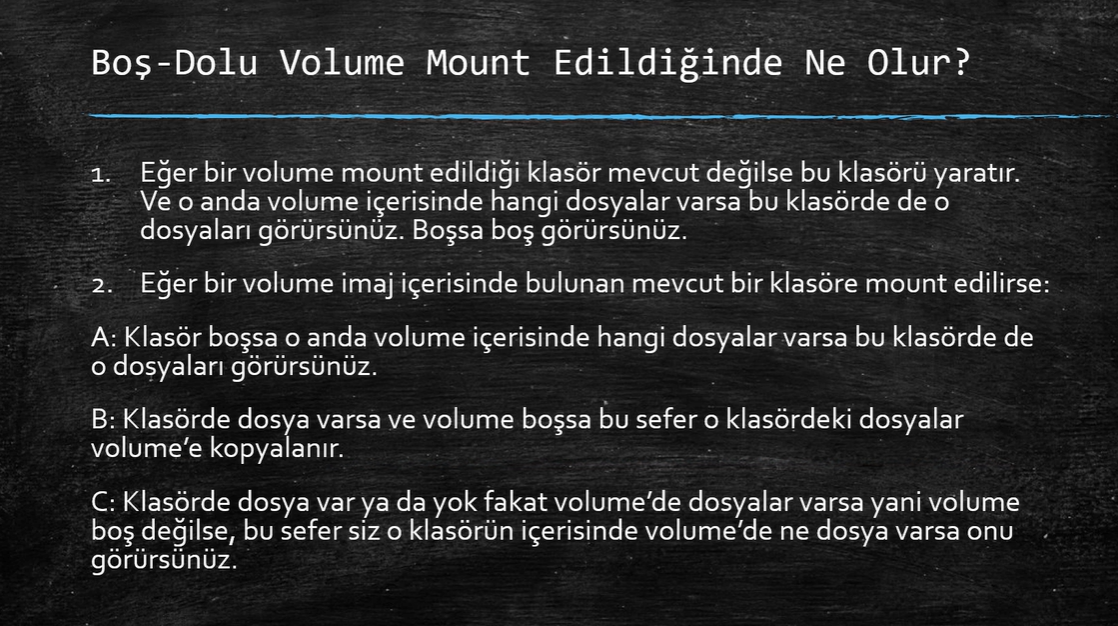 Boş-Dolu Volume Mount Edildiğinde Ne Olur?
1. Eğer bir volume mount edildiği klasör mevcut değilse bu klasörü yaratır.
Ve o anda volume içerisinde hangi dosyalar varsa bu klasörde de o
dosyaları görürsünüz. Boşsa boş görürsünüz.
2. Eğer bir volume imaj içerisinde bulunan mevcut bir klasöre mount edilirse:
A: Klasör boşsa o anda volume içerisinde hangi dosyalar varsa bu klasörde de
o dosyaları görürsünüz.
B: Klasörde dosya varsa ve volume boşsa bu sefer o klasördeki dosyalar
volume’e kopyalanır.
C: Klasörde dosya var ya da yok fakat volume’de dosyalar varsa yani volume
boş değilse, bu sefer siz o klasörün içerisinde volume’de ne dosya varsa onu
görürsünüz.